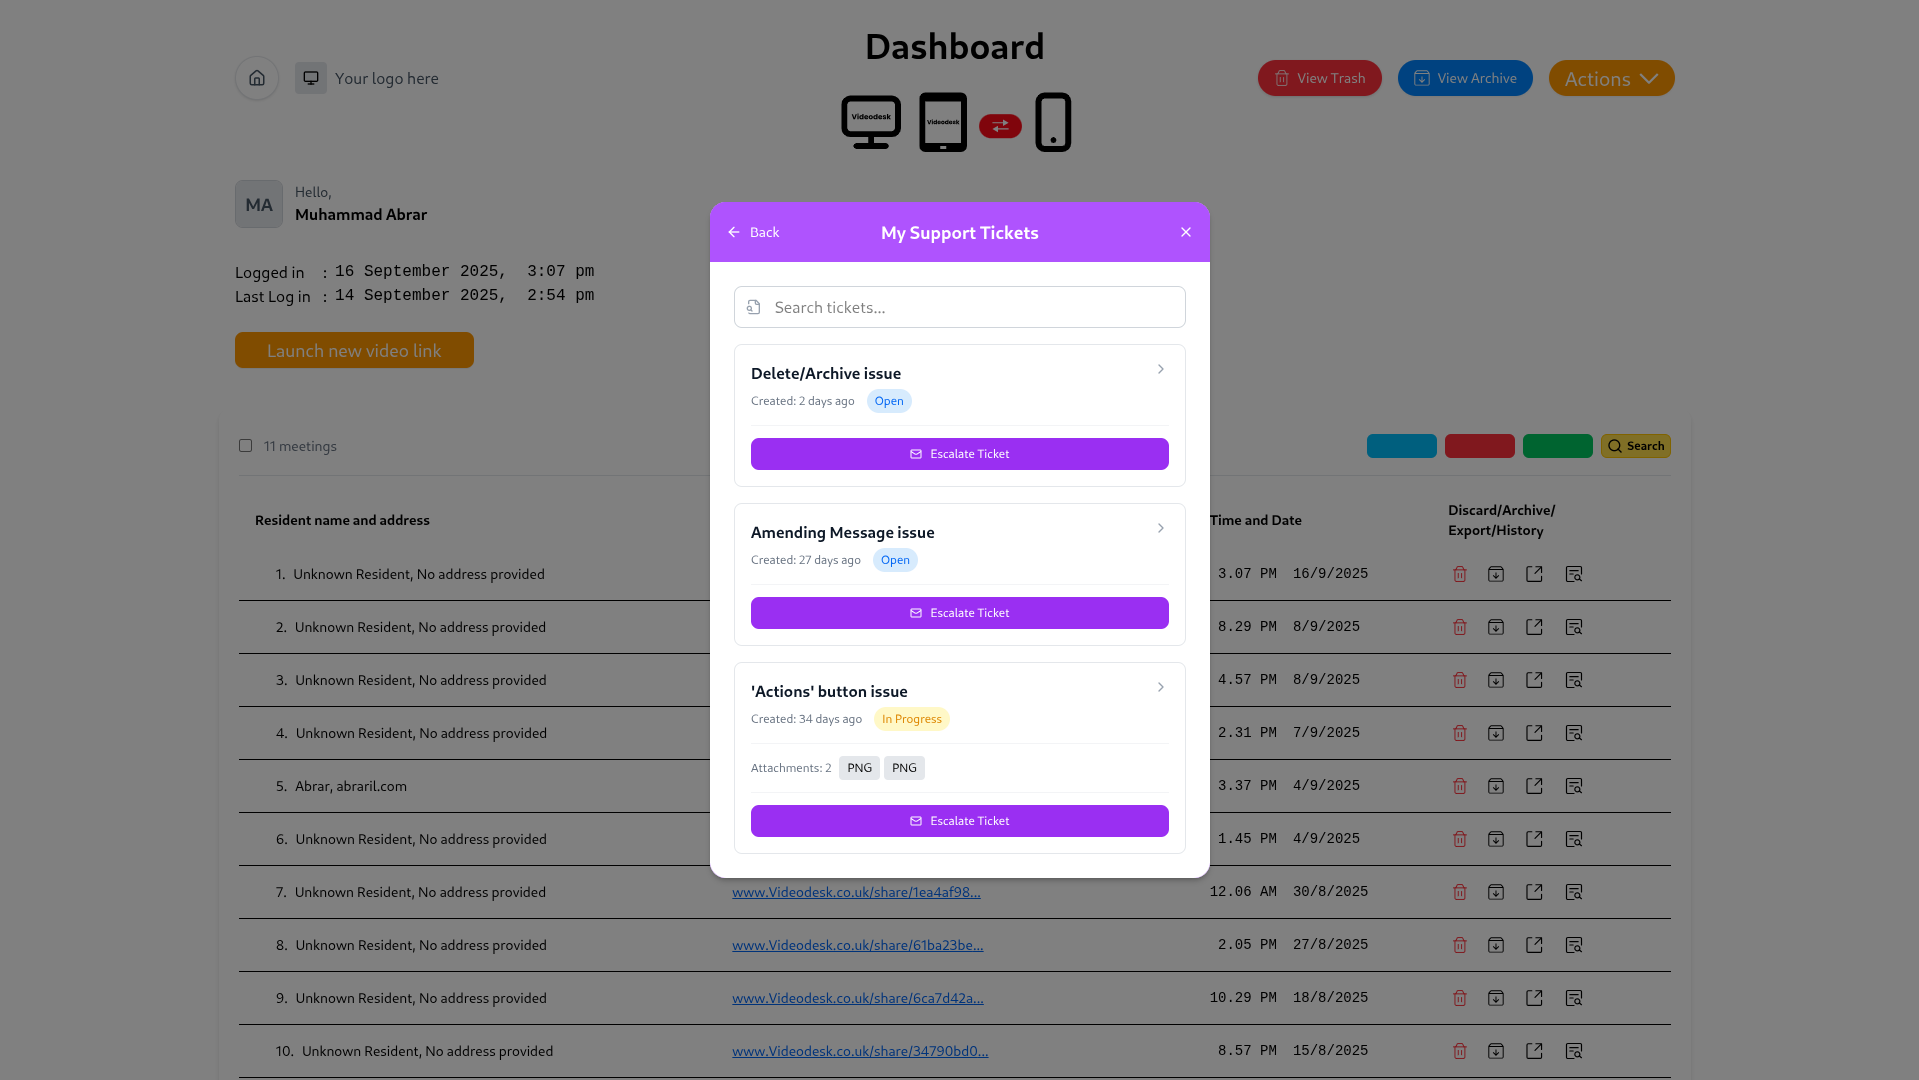 Dashboard
Your logo here
View Trash
View Archive
Actions
Videodesk
Videodesk
MA
Hello,
Muhammad Abrar
Logged in : 16 September 2025, 3:07 pm
Last Log in : 14 September 2025, 2:54 pm
Launch new video link
Back
My Support Tickets
Search tickets...
Delete/Archive issue
Created: 2 days ago Open
Escalate Ticket
Amending Message issue
Created: 27 days ago Open
Escalate Ticket
'Actions' button issue
Created: 34 days ago In Progress
Attachments: 2 PNG PNG
Escalate Ticket
11 meetings
Search
Resident name and address
Time and Date
Discard/Archive/
Export/History
1. Unknown Resident, No address provided 3.07 PM 16/9/2025
2. Unknown Resident, No address provided 8.29 PM 8/9/2025
3. Unknown Resident, No address provided 4.57 PM 8/9/2025
4. Unknown Resident, No address provided 2.31 PM 7/9/2025
5. Abrar, abraril.com 3.37 PM 4/9/2025
6. Unknown Resident, No address provided 1.45 PM 4/9/2025
7. Unknown Resident, No address provided www.Videodesk.co.uk/share/1ea4af98... 12.06 AM 30/8/2025
8. Unknown Resident, No address provided www.Videodesk.co.uk/share/61ba23be... 2.05 PM 27/8/2025
9. Unknown Resident, No address provided www.Videodesk.co.uk/share/6ca7d42a... 10.29 PM 18/8/2025
10. Unknown Resident, No address provided www.Videodesk.co.uk/share/34790bd0... 8.57 PM 15/8/2025